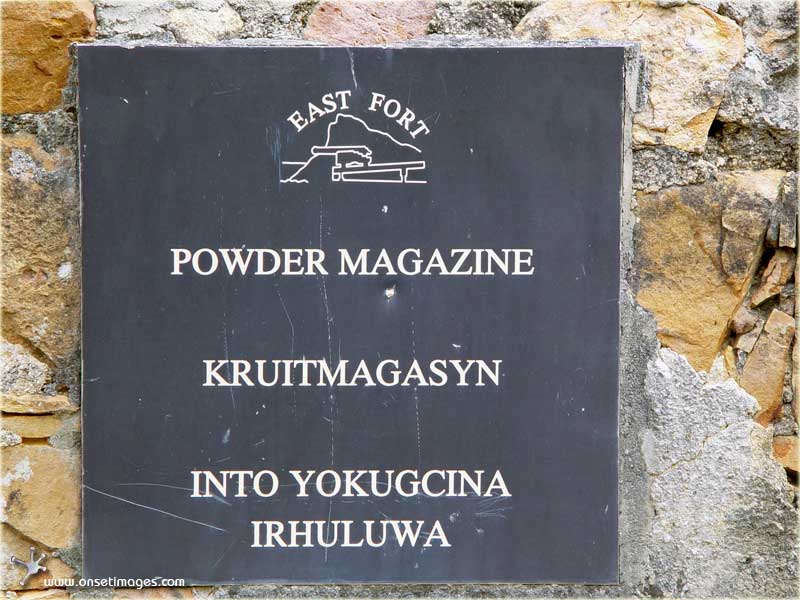 EAST FORT
POWDER MAGAZINE
KRUITMAGASYN
INTO YOKUGCINA
IRHULUWA
www.onsetimages.com